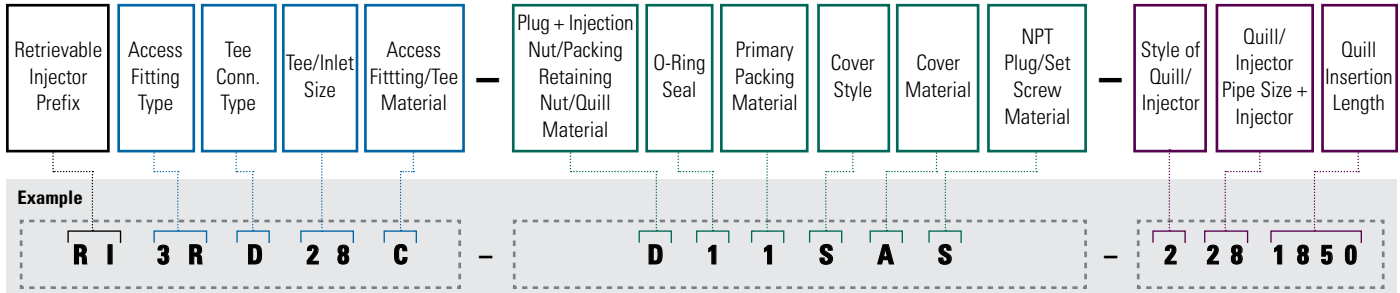 Retrievable
Injector
Prefix
Access
Fitting
Type
Tee
Conn.
Type
Tee/Inlet
Size
Access
Fittting/Tee
Material
–
Plug + Injection
Nut/Packing
Retaining
Nut/Quill
Material
O-Ring
Seal
Primary
Packing
Material
Cover
Style
Cover
Material
NPT
Plug/Set
Screw
Material
–
Style of
Quill/
Injector
Quill/
Injector
Pipe Size +
Injector
Quill
Insertion
Length
Example
R I 3 R D 2 8 C – D 1 1 S A S – 2 2 8 1 8 5 0